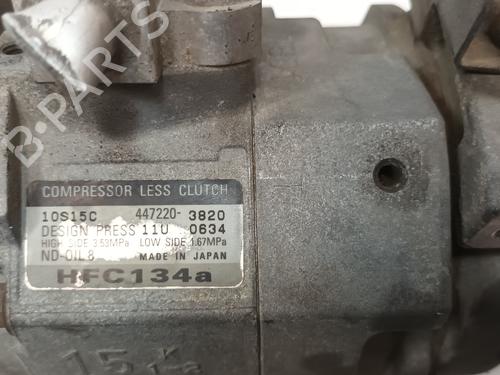 B-PARTS
COMPRESSOR LESS CLUTCH
10S15C 447220-3820
DESIGN PRESS 11U 0634
HIGH SIDE 3.53MPa LOW SIDE 1.67MPa
ND-OIL 8 MADE IN JAPAN
HFC134a
15